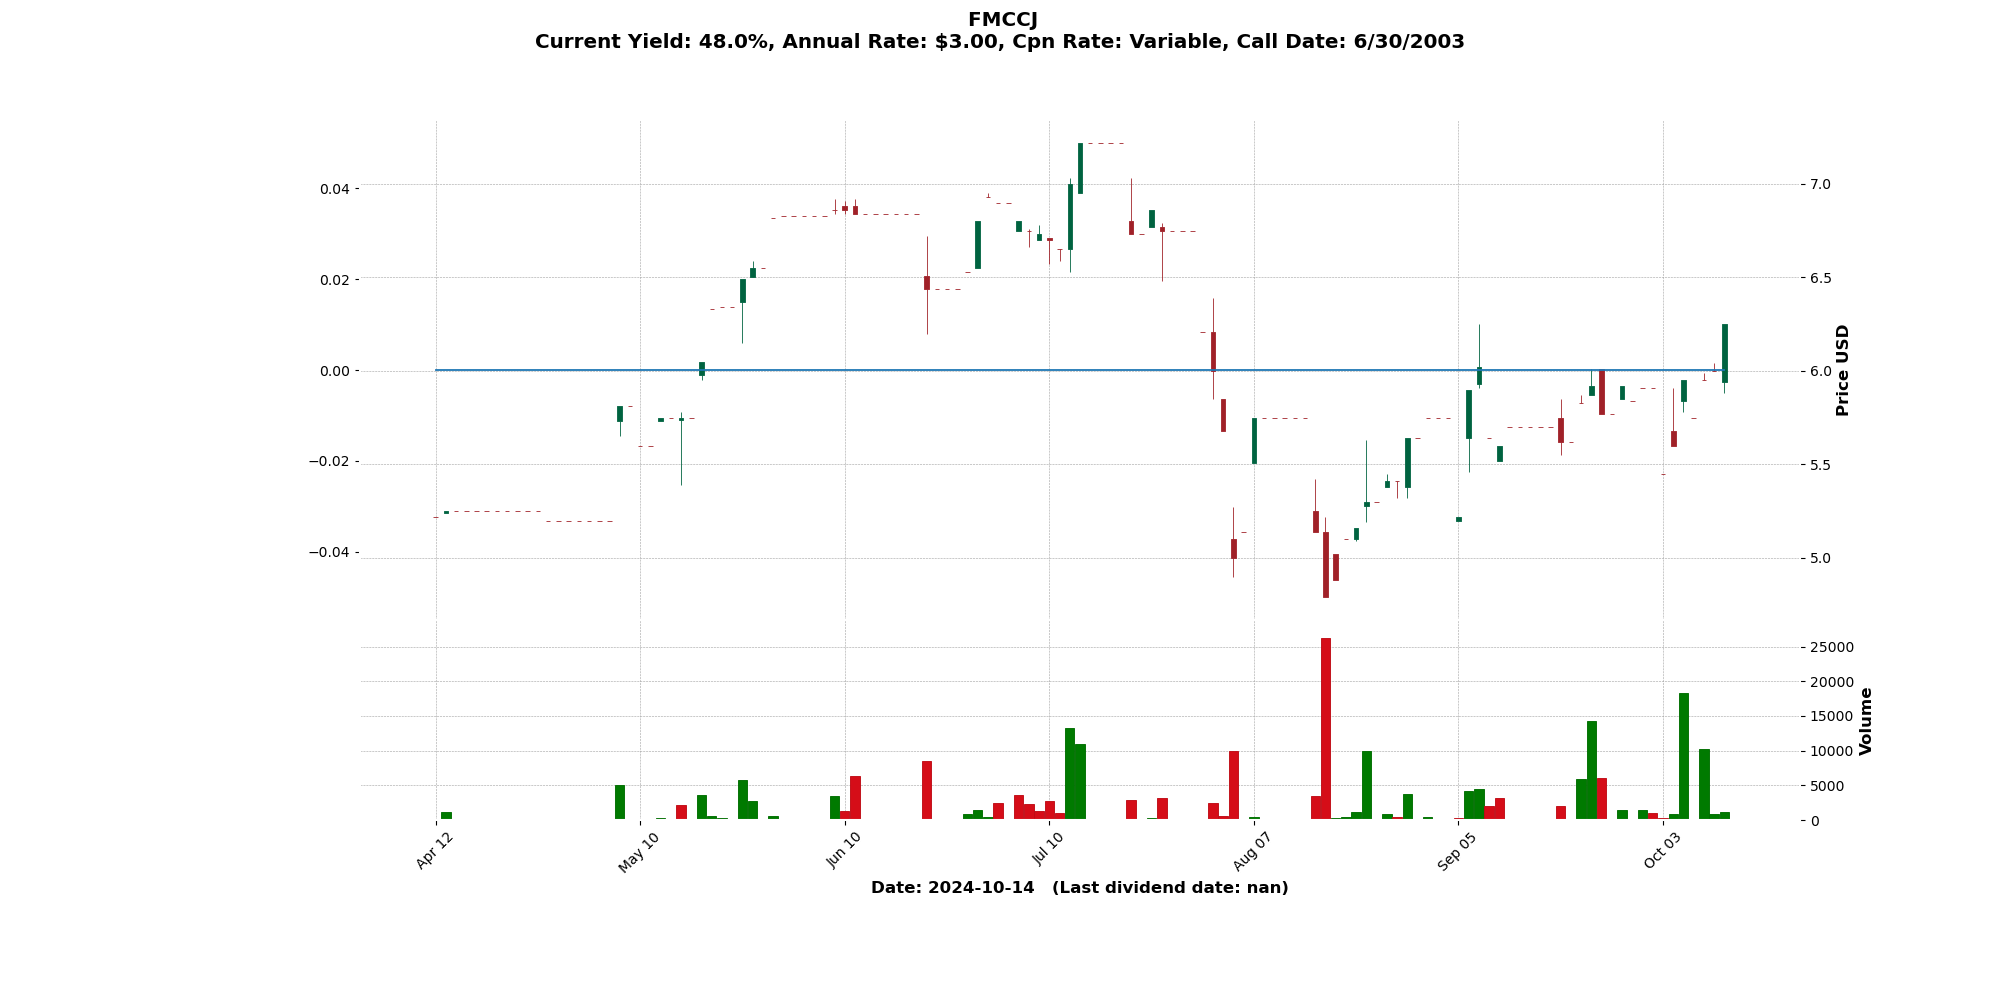 FMCCJ
Current Yield: 48.0%, Annual Rate: $3.00, Cpn Rate: Variable, Call Date: 6/30/2003
0.04
0.02
0.00
−0.02
−0.04
7.0
6.5
6.0
5.5
5.0
Price USD
25000
20000
15000
10000
5000
0
Volume
Apr 12
May 10
Jun 10
Jul 10
Aug 07
Sep 05
Oct 03
Date: 2024-10-14 (Last dividend date: nan)